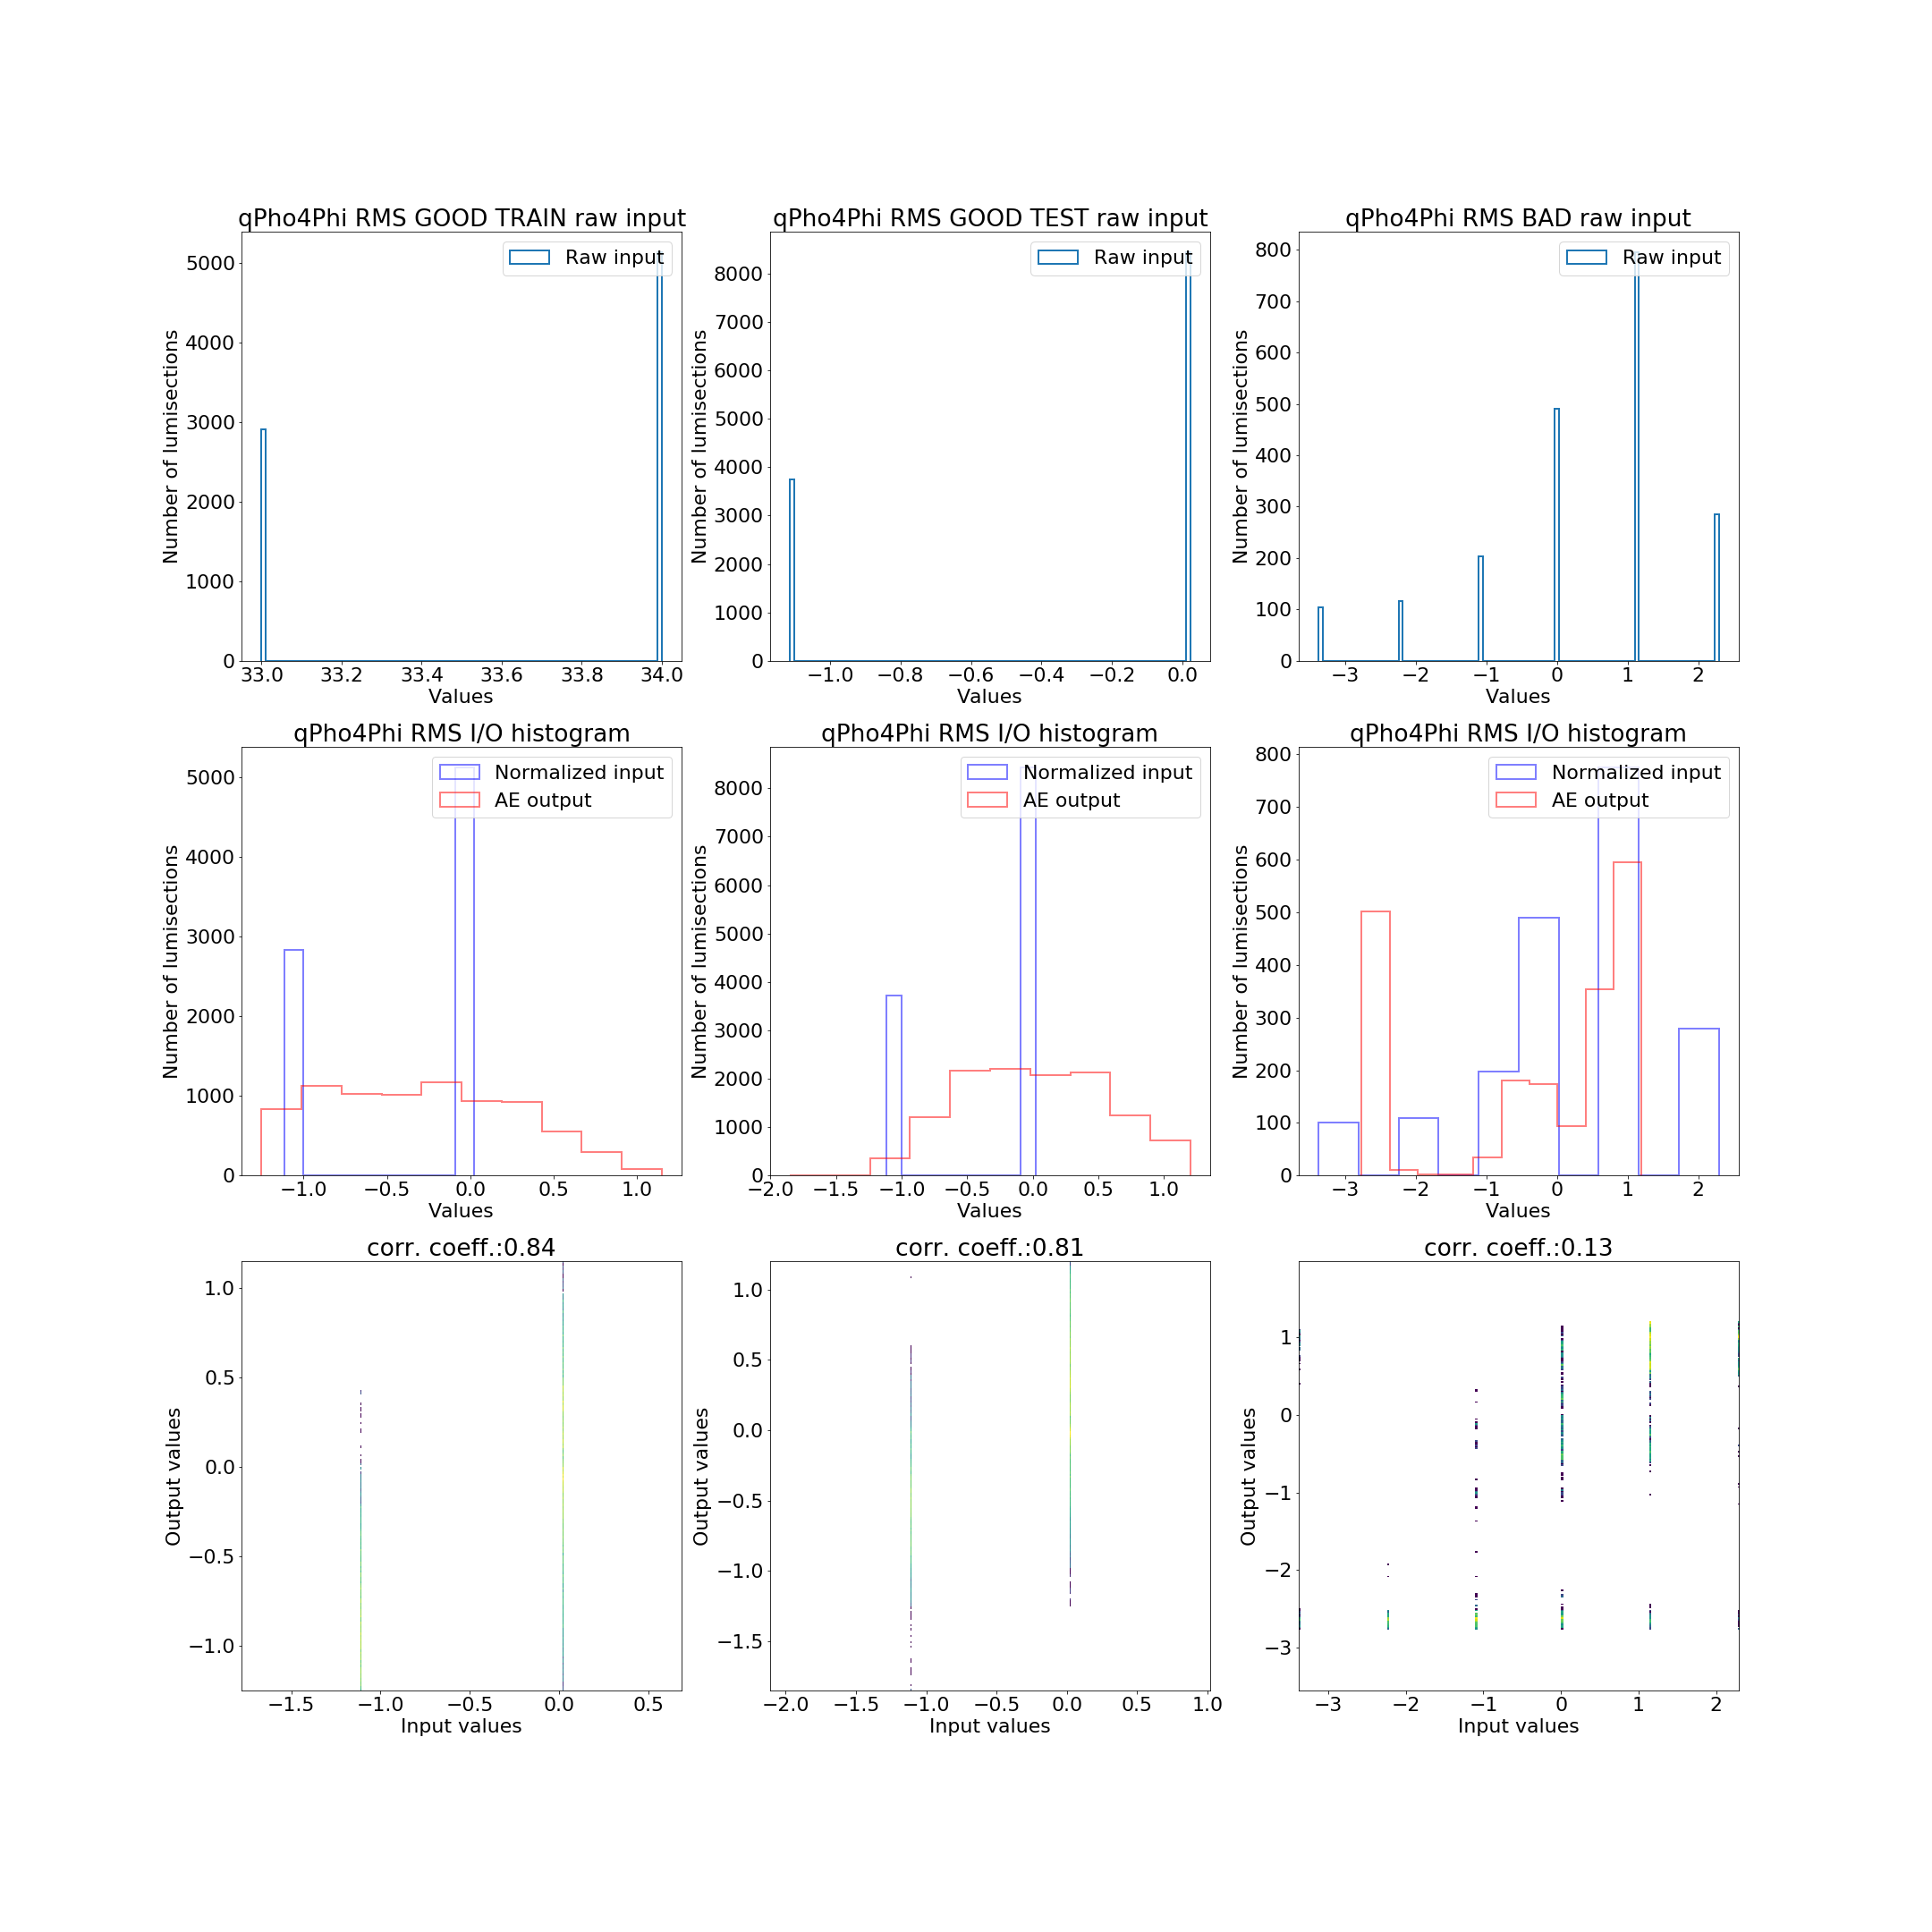 qPho4Phi RMS GOOD TRAIN raw input
Raw input
5000
4000
3000
2000
1000
0
Number of lumisections
33.0 33.2 33.4 33.6 33.8 34.0
Values
qPho4Phi RMS GOOD TEST raw input
Raw input
8000
7000
6000
5000
4000
3000
2000
1000
0
Number of lumisections
−1.0 −0.8 −0.6 −0.4 −0.2 0.0
Values
qPho4Phi RMS BAD raw input
Raw input
800
700
600
500
400
300
200
100
0
Number of lumisections
−3 −2 −1 0 1 2
Values
qPho4Phi RMS I/O histogram
Normalized input
AE output
5000
4000
3000
2000
1000
0
Number of lumisections
−1.0 −0.5 0.0 0.5 1.0
Values
qPho4Phi RMS I/O histogram
Normalized input
AE output
8000
7000
6000
5000
4000
3000
2000
1000
0
Number of lumisections
−2.0 −1.5 −1.0 −0.5 0.0 0.5 1.0
Values
qPho4Phi RMS I/O histogram
Normalized input
AE output
800
700
600
500
400
300
200
100
0
Number of lumisections
−3 −2 −1 0 1 2
Values
corr. coeff.:0.84
1.0
0.5
0.0
−0.5
−1.0
Output values
−1.5 −1.0 −0.5 0.0 0.5
Input values
corr. coeff.:0.81
1.0
0.5
0.0
−0.5
−1.0
−1.5
Output values
−2.0 −1.5 −1.0 −0.5 0.0 0.5 1.0
Input values
corr. coeff.:0.13
1
0
−1
−2
−3
Output values
−3 −2 −1 0 1 2
Input values